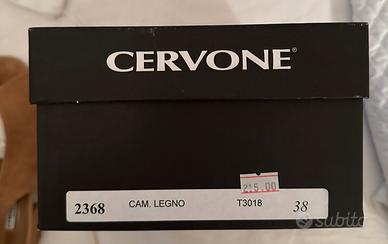 CERVONE®
215.00
2368 CAM. LEGNO T3018 38
subito